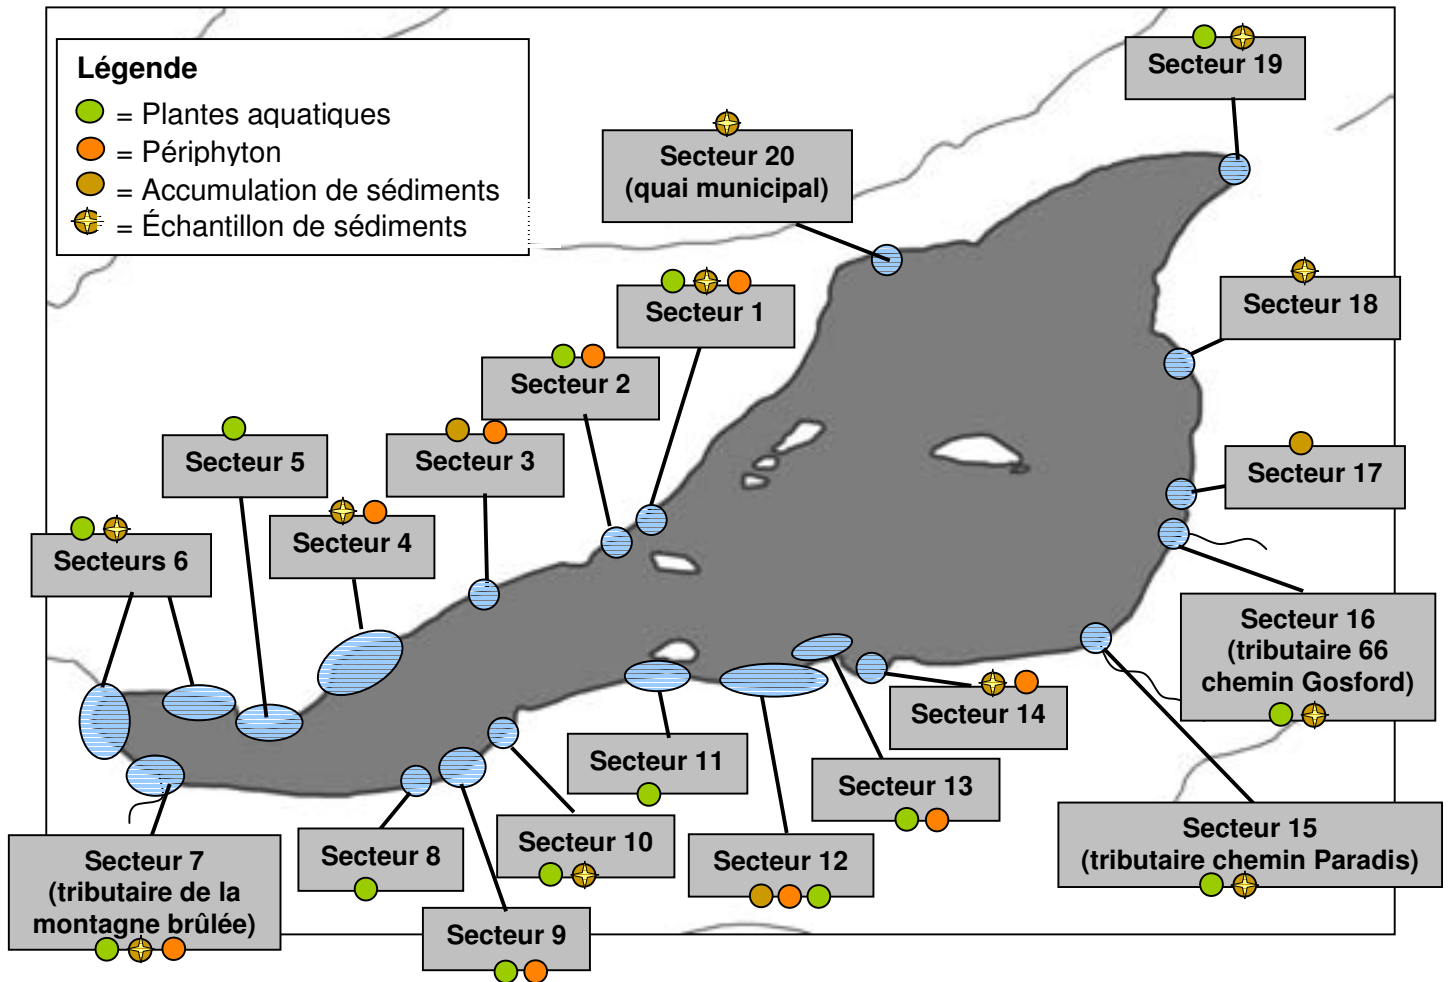 Légende
= Plantes aquatiques
= Périphyton
= Accumulation de sédiments
= Échantillon de sédiments
Secteur 19
Secteur 20
(quai municipal)
Secteur 18
Secteur 1
Secteur 2
Secteur 3
Secteur 5
Secteur 17
Secteur 4
Secteurs 6
Secteur 16
(tributaire 66
chemin Gosford)
Secteur 14
Secteur 11
Secteur 13
Secteur 15
(tributaire chemin Paradis)
Secteur 10
Secteur 8
Secteur 12
Secteur 7
(tributaire de la
montagne brûlée)
Secteur 9